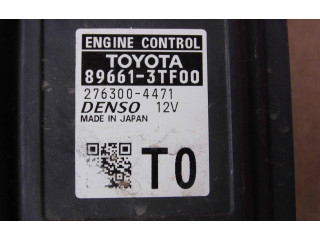 ENGINE CONTROL
TOYOTA
89661-3TF00
276300-4471
DENSO 12V
MADE IN JAPAN
T0